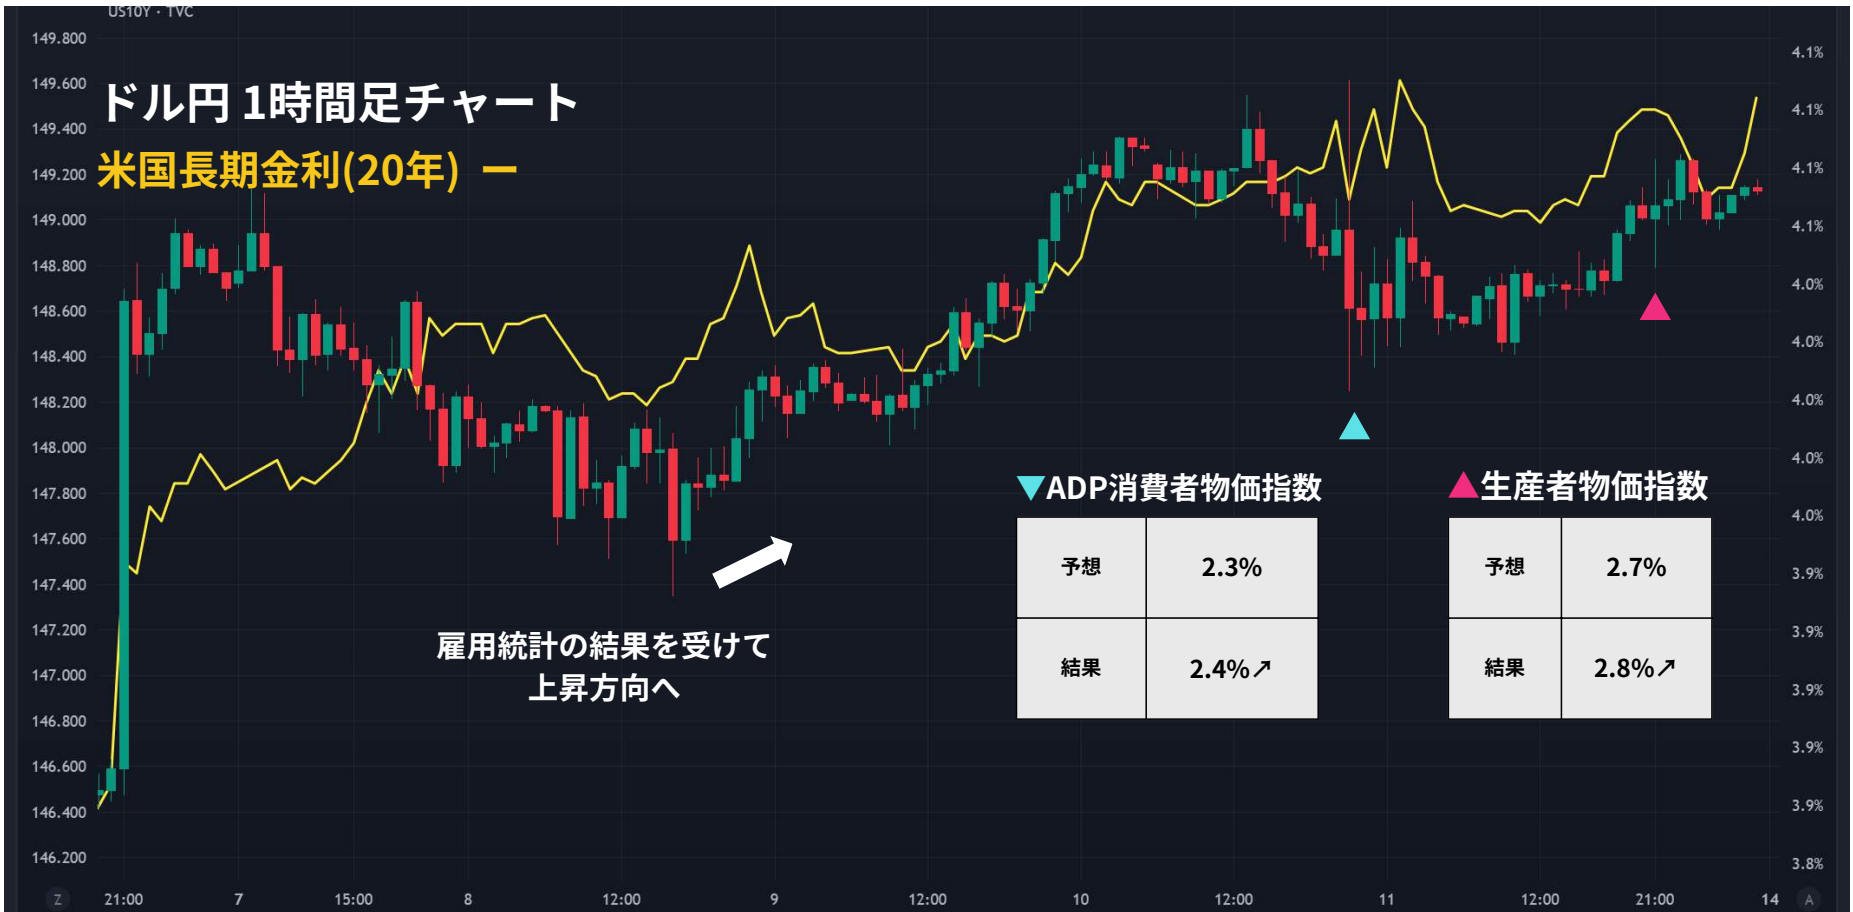 US10Y · TVC
ドル円 1時間足チャート
米国長期金利(20年) ー
149.800
149.600
149.400
149.200
149.000
148.800
148.600
148.400
148.200
148.000
147.800
147.600
147.400
147.200
147.000
146.800
146.600
146.400
146.200
4.1%
4.1%
4.1%
4.1%
4.0%
4.0%
4.0%
4.0%
4.0%
3.9%
3.9%
3.9%
3.9%
3.9%
3.8%
雇用統計の結果を受けて
上昇方向へ
▼ADP消費者物価指数
予想 2.3%
結果 2.4%↗
▲生産者物価指数
予想 2.7%
結果 2.8%↗
Z 21:00 7 15:00 8 12:00 9 12:00 10 12:00 11 12:00 21:00 14 A